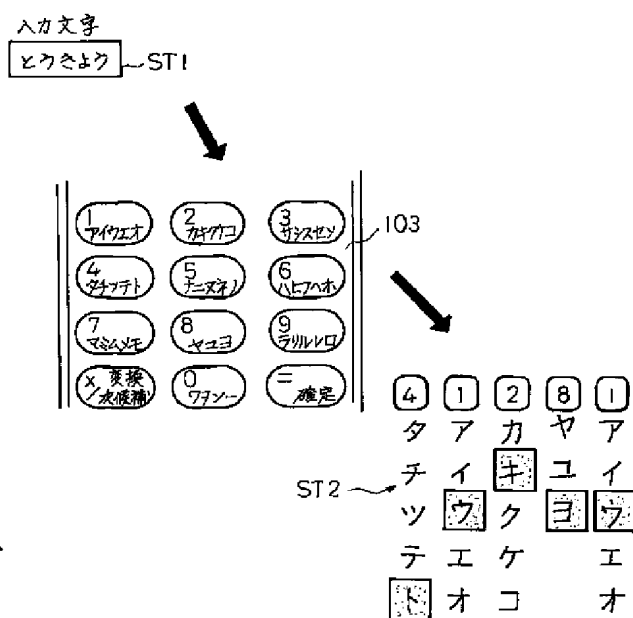 入力文字
とうきよう ST1
1 2 3
アイウエオ カキクケコ サシスセソ
103
4 5 6
タチツテト ナニヌネノ ハヒフヘホ
7 8 9
マミムメモ ヤユヨ ラリルレロ
× 変換 0 =
/次候補 ワヲン、ー 確定
4 1 2 8 1
タ ア カ ヤ ア
チ イ キ ユ イ
ST2
ツ ウ ク ヨ ウ
テ エ ケ エ
ト オ コ オ